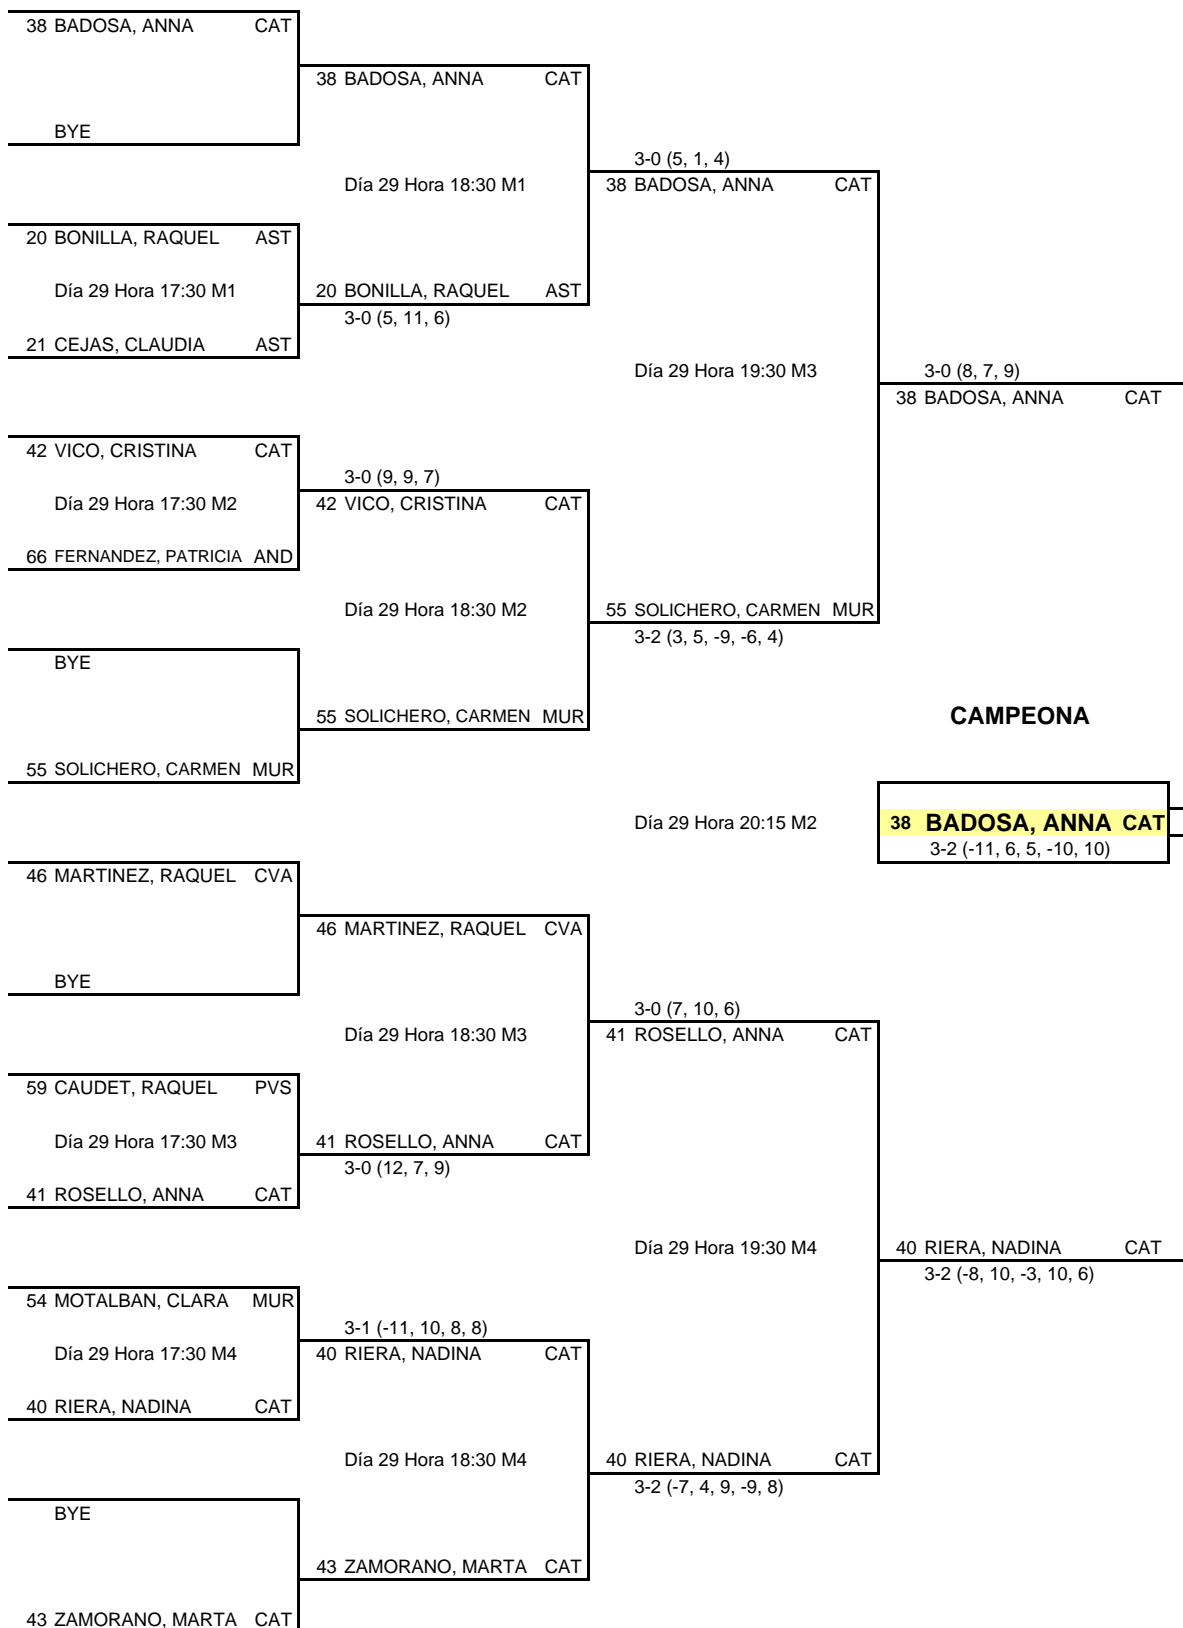 38 BADOSA, ANNA CAT
38 BADOSA, ANNA CAT
BYE
3-0 (5, 1, 4)
Día 29 Hora 18:30 M1
38 BADOSA, ANNA CAT
20 BONILLA, RAQUEL AST
Día 29 Hora 17:30 M1
20 BONILLA, RAQUEL AST
3-0 (5, 11, 6)
21 CEJAS, CLAUDIA AST
Día 29 Hora 19:30 M3
3-0 (8, 7, 9)
38 BADOSA, ANNA CAT
42 VICO, CRISTINA CAT
3-0 (9, 9, 7)
Día 29 Hora 17:30 M2
42 VICO, CRISTINA CAT
66 FERNANDEZ, PATRICIA AND
Día 29 Hora 18:30 M2
55 SOLICHERO, CARMEN MUR
3-2 (3, 5, -9, -6, 4)
BYE
55 SOLICHERO, CARMEN MUR
CAMPEONA
55 SOLICHERO, CARMEN MUR
Día 29 Hora 20:15 M2
38 BADOSA, ANNA CAT
3-2 (-11, 6, 5, -10, 10)
46 MARTINEZ, RAQUEL CVA
46 MARTINEZ, RAQUEL CVA
BYE
3-0 (7, 10, 6)
Día 29 Hora 18:30 M3
41 ROSELLO, ANNA CAT
59 CAUDET, RAQUEL PVS
Día 29 Hora 17:30 M3
41 ROSELLO, ANNA CAT
3-0 (12, 7, 9)
41 ROSELLO, ANNA CAT
Día 29 Hora 19:30 M4
40 RIERA, NADINA CAT
3-2 (-8, 10, -3, 10, 6)
54 MOTALBAN, CLARA MUR
3-1 (-11, 10, 8, 8)
Día 29 Hora 17:30 M4
40 RIERA, NADINA CAT
40 RIERA, NADINA CAT
Día 29 Hora 18:30 M4
40 RIERA, NADINA CAT
3-2 (-7, 4, 9, -9, 8)
BYE
43 ZAMORANO, MARTA CAT
43 ZAMORANO, MARTA CAT